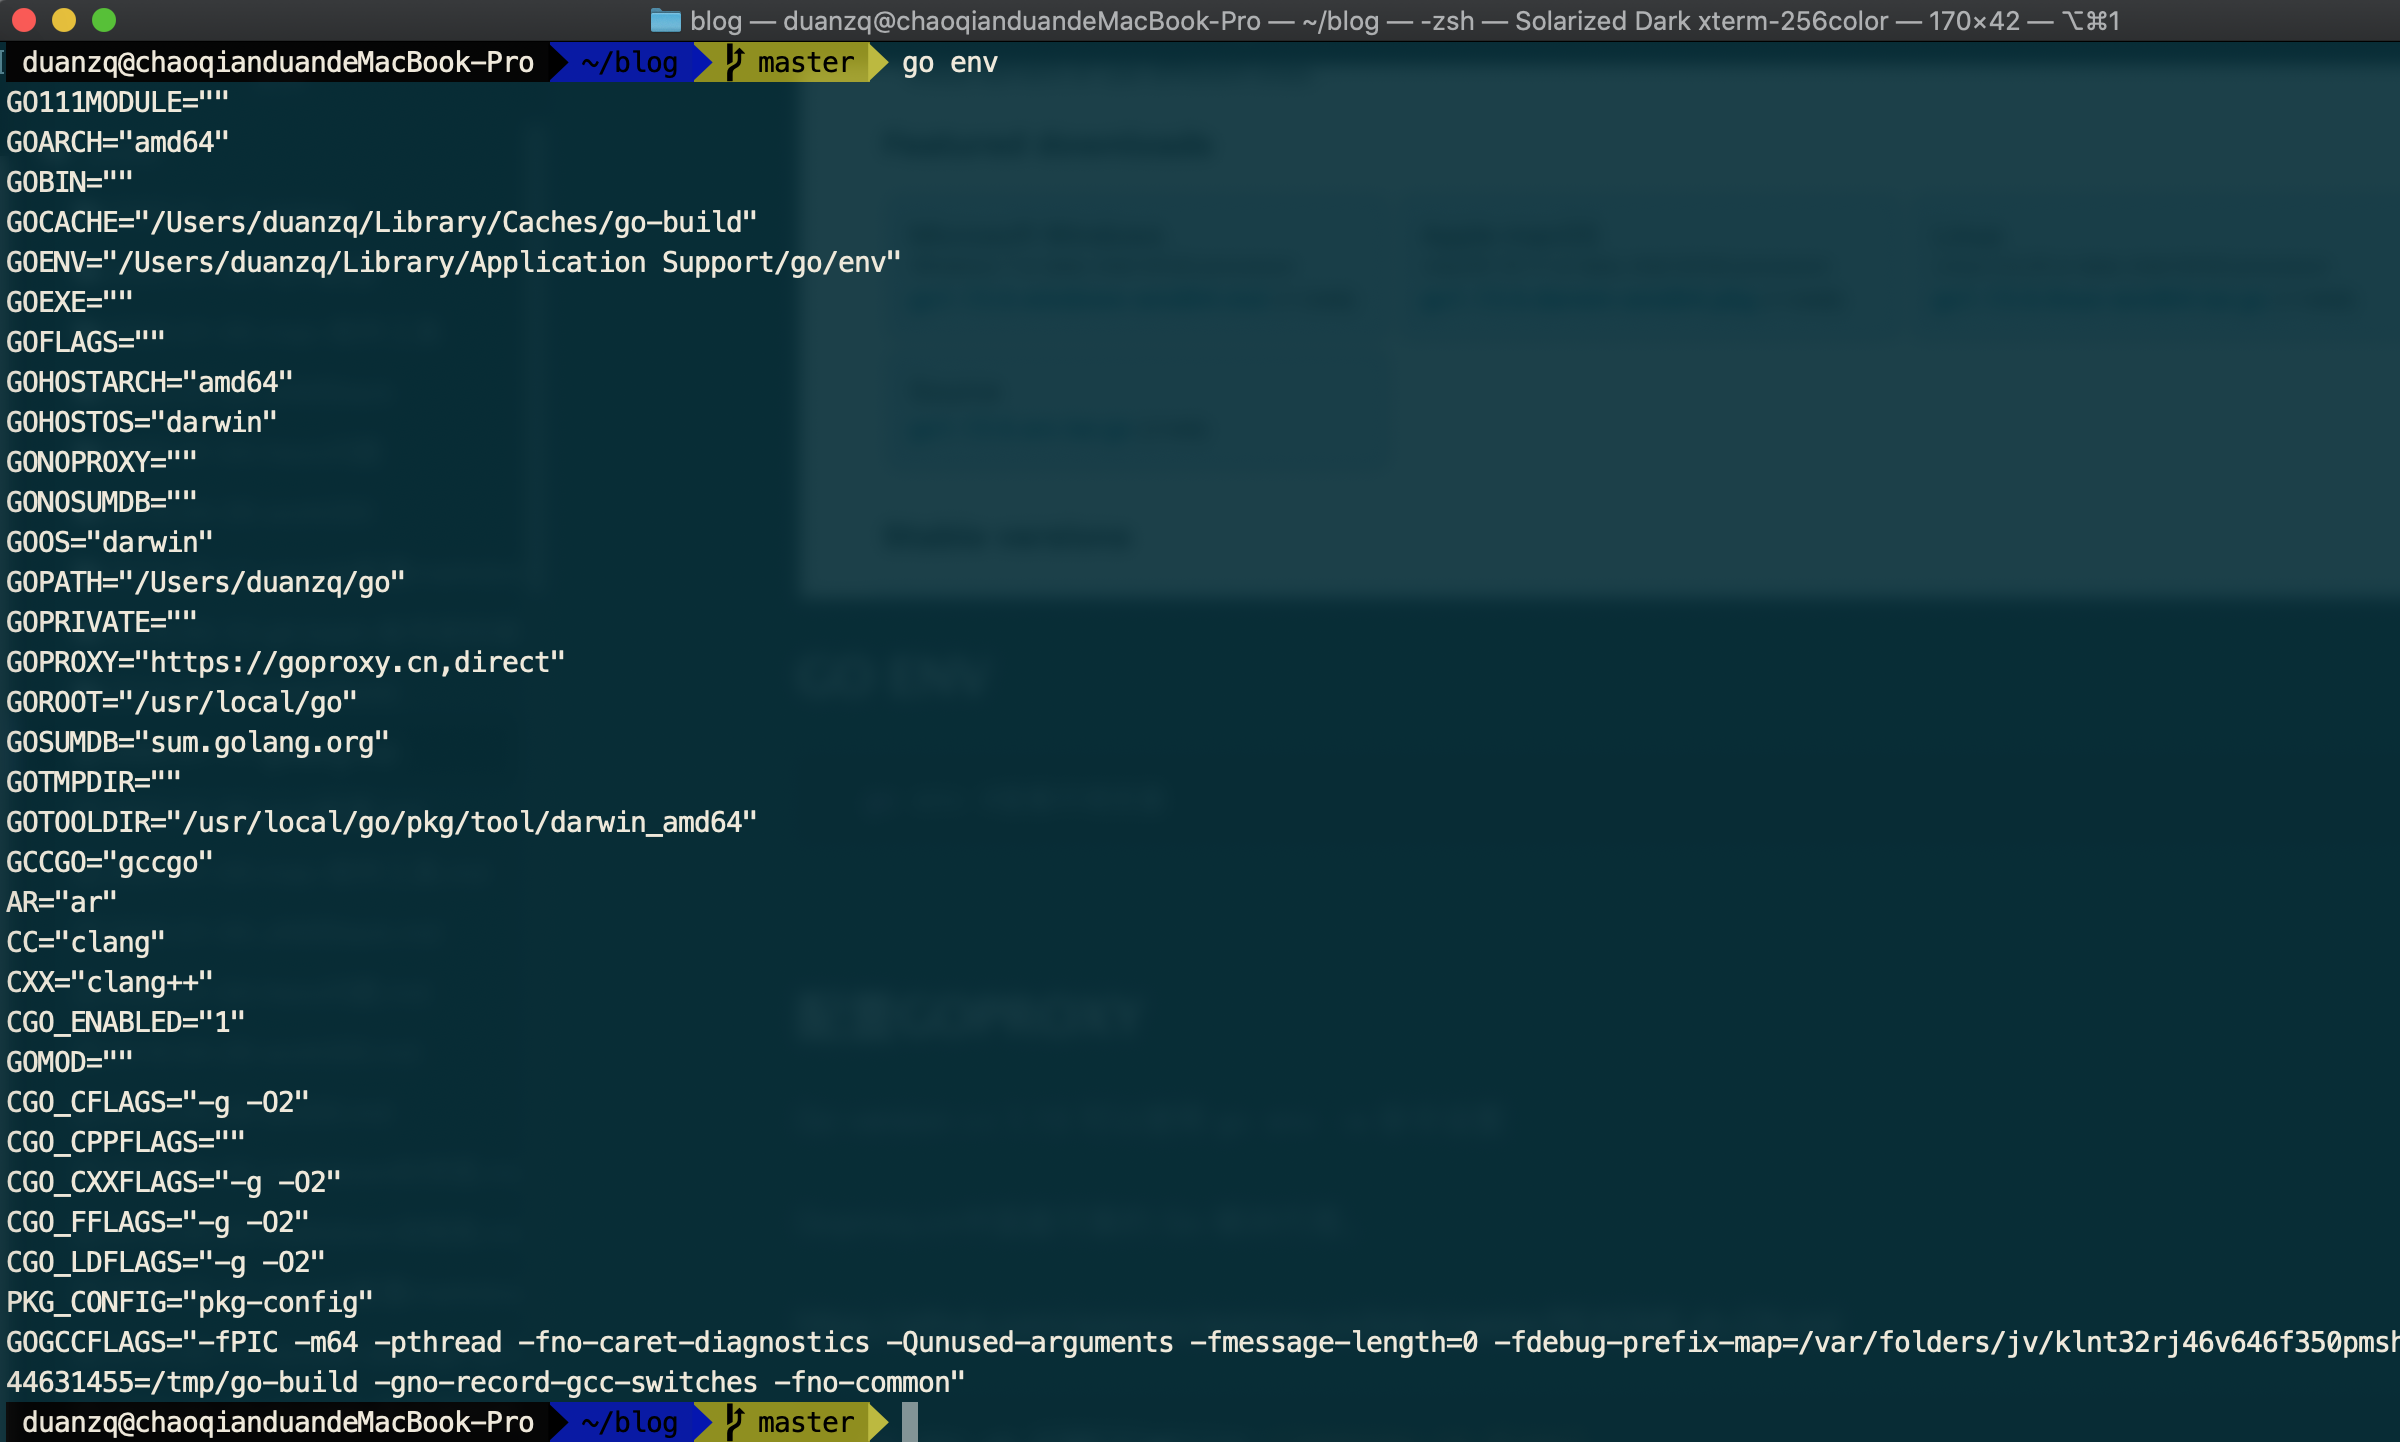 blog — duanzq@chaoqianduandeMacBook-Pro — ~/blog — -zsh — Solarized Dark xterm-256color — 170×42 — ⌥⌘1
duanzq@chaoqianduandeMacBook-Pro ~/blog master go env
GO111MODULE=""
GOARCH="amd64"
GOBIN=""
GOCACHE="/Users/duanzq/Library/Caches/go-build"
GOENV="/Users/duanzq/Library/Application Support/go/env"
GOEXE=""
GOFLAGS=""
GOHOSTARCH="amd64"
GOHOSTOS="darwin"
GONOPROXY=""
GONOSUMDB=""
GOOS="darwin"
GOPATH="/Users/duanzq/go"
GOPRIVATE=""
GOPROXY="https://goproxy.cn,direct"
GOROOT="/usr/local/go"
GOSUMDB="sum.golang.org"
GOTMPDIR=""
GOTOOLDIR="/usr/local/go/pkg/tool/darwin_amd64"
GCCGO="gccgo"
AR="ar"
CC="clang"
CXX="clang++"
CGO_ENABLED="1"
GOMOD=""
CGO_CFLAGS="-g -O2"
CGO_CPPFLAGS=""
CGO_CXXFLAGS="-g -O2"
CGO_FFLAGS="-g -O2"
CGO_LDFLAGS="-g -O2"
PKG_CONFIG="pkg-config"
GOGCCFLAGS="-fPIC -m64 -pthread -fno-caret-diagnostics -Qunused-arguments -fmessage-length=0 -fdebug-prefix-map=/var/folders/jv/klnt32rj46v646f350pmsh
44631455=/tmp/go-build -gno-record-gcc-switches -fno-common"
duanzq@chaoqianduandeMacBook-Pro ~/blog master